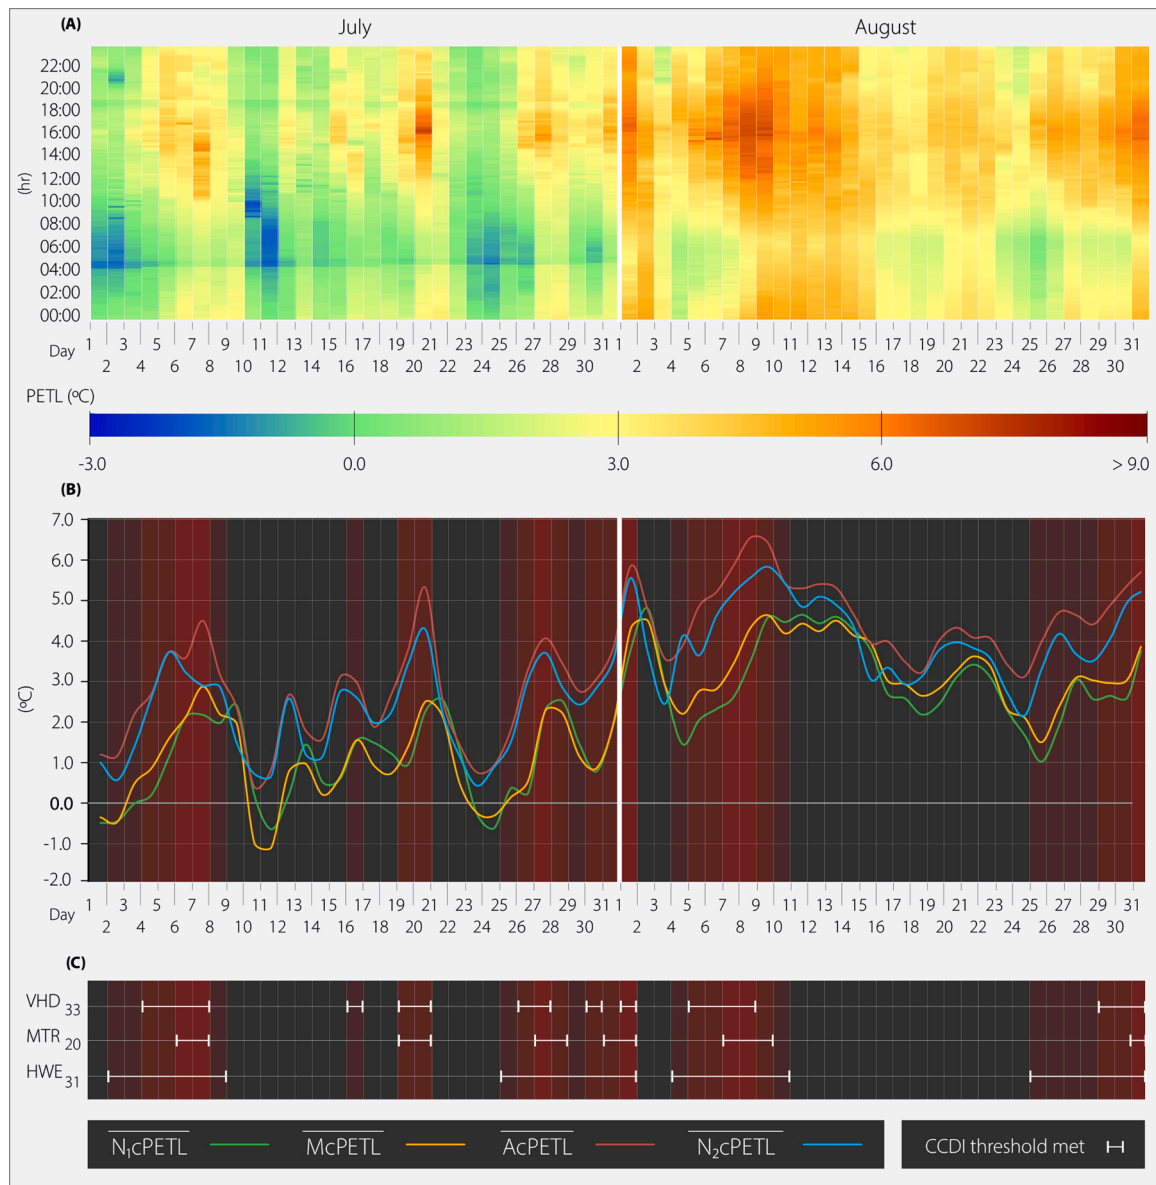 (A)
July
August
22:00
20:00
18:00
16:00
14:00
12:00
10:00
08:00
06:00
04:00
02:00
00:00
(hr)
1 3 5 7 9 11 13 15 17 19 21 23 25 27 29 31 1 3 5 7 9 11 13 15 17 19 21 23 25 27 29 31
Day
2 4 6 8 10 12 14 16 18 20 22 24 26 28 30 2 4 6 8 10 12 14 16 18 20 22 24 26 28 30
PETL (ºC)
-3.0 0.0 3.0 6.0 > 9.0
(B)
7.0
6.0
5.0
4.0
3.0
2.0
1.0
0.0
-1.0
-2.0
(ºC)
1 3 5 7 9 11 13 15 17 19 21 23 25 27 29 31 1 3 5 7 9 11 13 15 17 19 21 23 25 27 29 31
Day
2 4 6 8 10 12 14 16 18 20 22 24 26 28 30 2 4 6 8 10 12 14 16 18 20 22 24 26 28 30
(C)
VHD 33
MTR 20
HWE 31
N₁cPETL McPETL AcPETL N₂cPETL CCDI threshold met